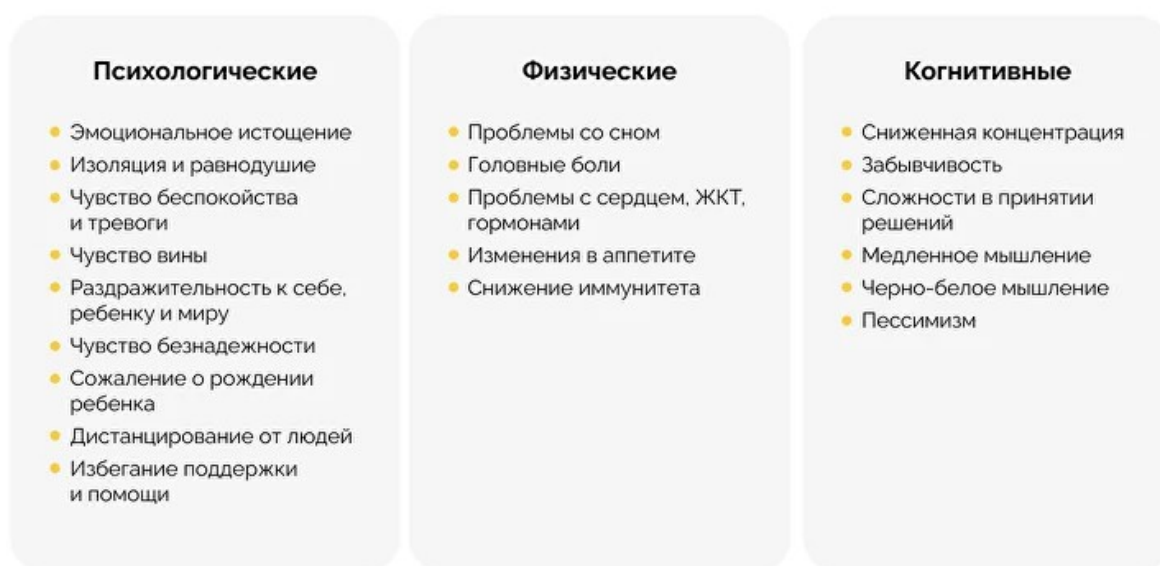 Психологические
Эмоциональное истощение
Изоляция и равнодушие
Чувство беспокойства
и тревоги
Чувство вины
Раздражительность к себе,
ребенку и миру
Чувство безнадежности
Сожаление о рождении
ребенка
Дистанцирование от людей
Избегание поддержки
и помощи
Физические
Проблемы со сном
Головные боли
Проблемы с сердцем, ЖКТ,
гормонами
Изменения в аппетите
Снижение иммунитета
Когнитивные
Сниженная концентрация
Забывчивость
Сложности в принятии
решений
Медленное мышление
Черно-белое мышление
Пессимизм